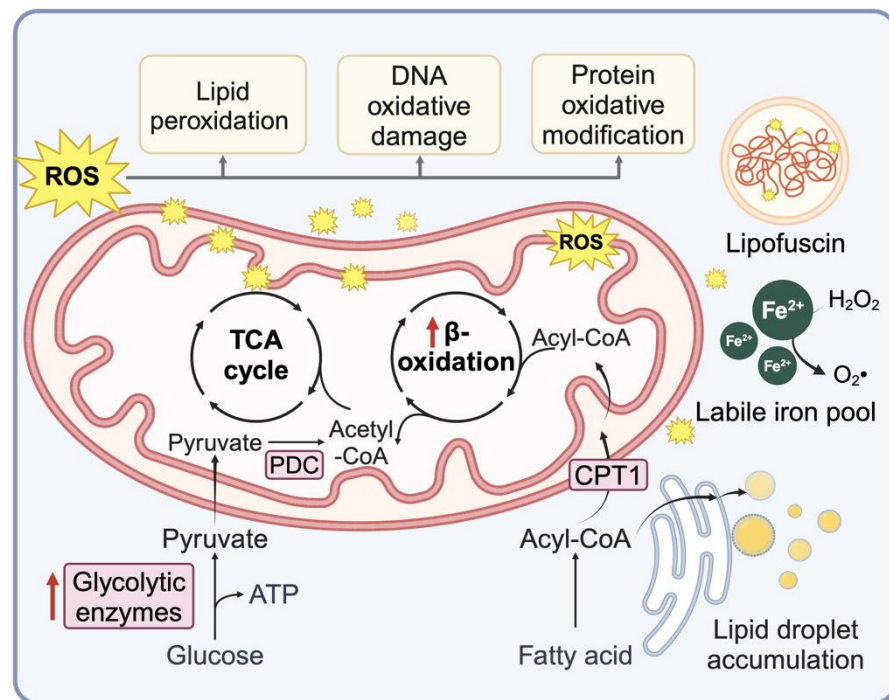 Lipid
peroxidation
DNA
oxidative
damage
Protein
oxidative
modification
ROS
ROS
Lipofuscin
TCA
cycle
β-
oxidation
Acyl-CoA
Fe²⁺
H₂O₂
Fe²⁺
Fe²⁺
O₂•
Labile iron pool
Pyruvate
PDC
Acetyl
-CoA
CPT1
Pyruvate
Acyl-CoA
Glycolytic
enzymes
ATP
Glucose
Fatty acid
Lipid droplet
accumulation